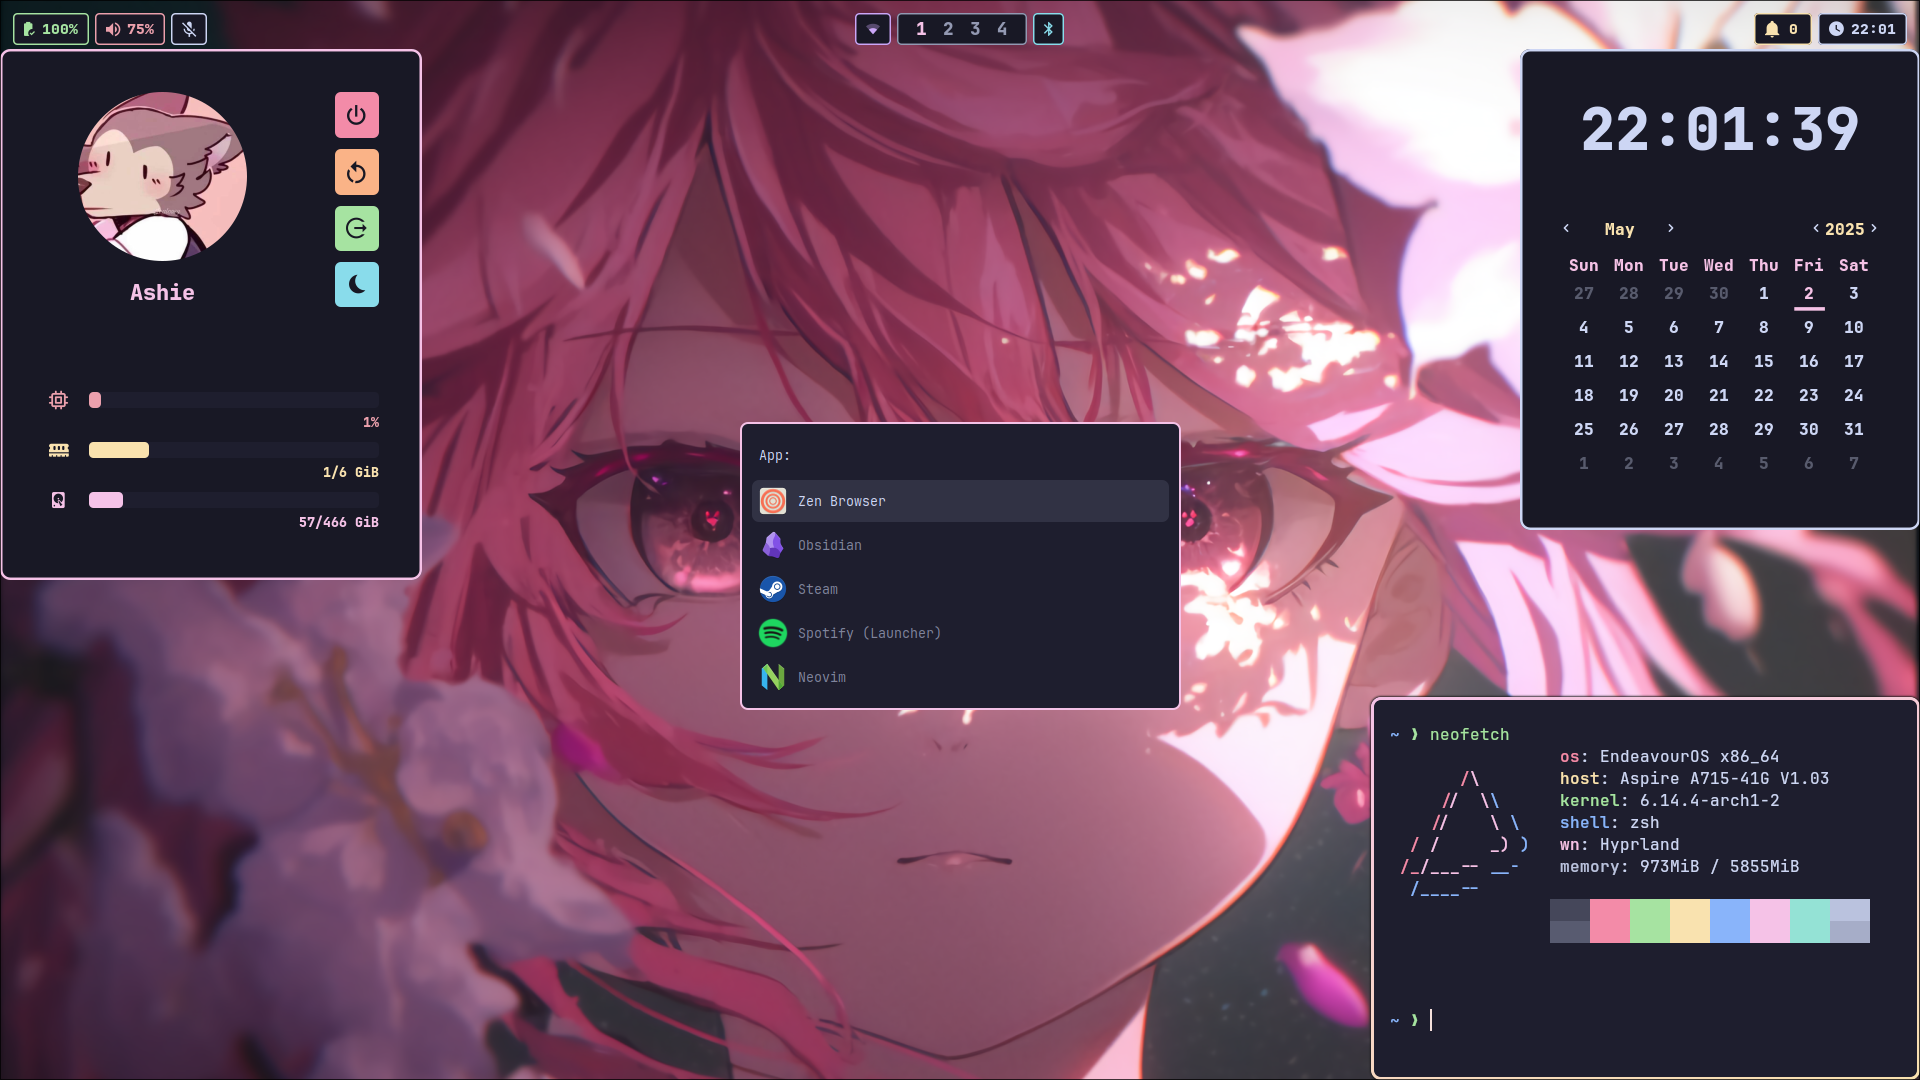 100% 75% 1 2 3 4 0 22:01
Ashie
1%
1/6 GiB
57/466 GiB
App:
Zen Browser
Obsidian
Steam
Spotify (Launcher)
Neovim
22:01:39
‹ May › ‹ 2025 ›
Sun Mon Tue Wed Thu Fri Sat
27 28 29 30 1 2 3
4 5 6 7 8 9 10
11 12 13 14 15 16 17
18 19 20 21 22 23 24
25 26 27 28 29 30 31
1 2 3 4 5 6 7
~ ❯ neofetch
os: EndeavourOS x86_64
host: Aspire A715-41G V1.03
kernel: 6.14.4-arch1-2
shell: zsh
wn: Hyprland
memory: 973MiB / 5855MiB
~ ❯